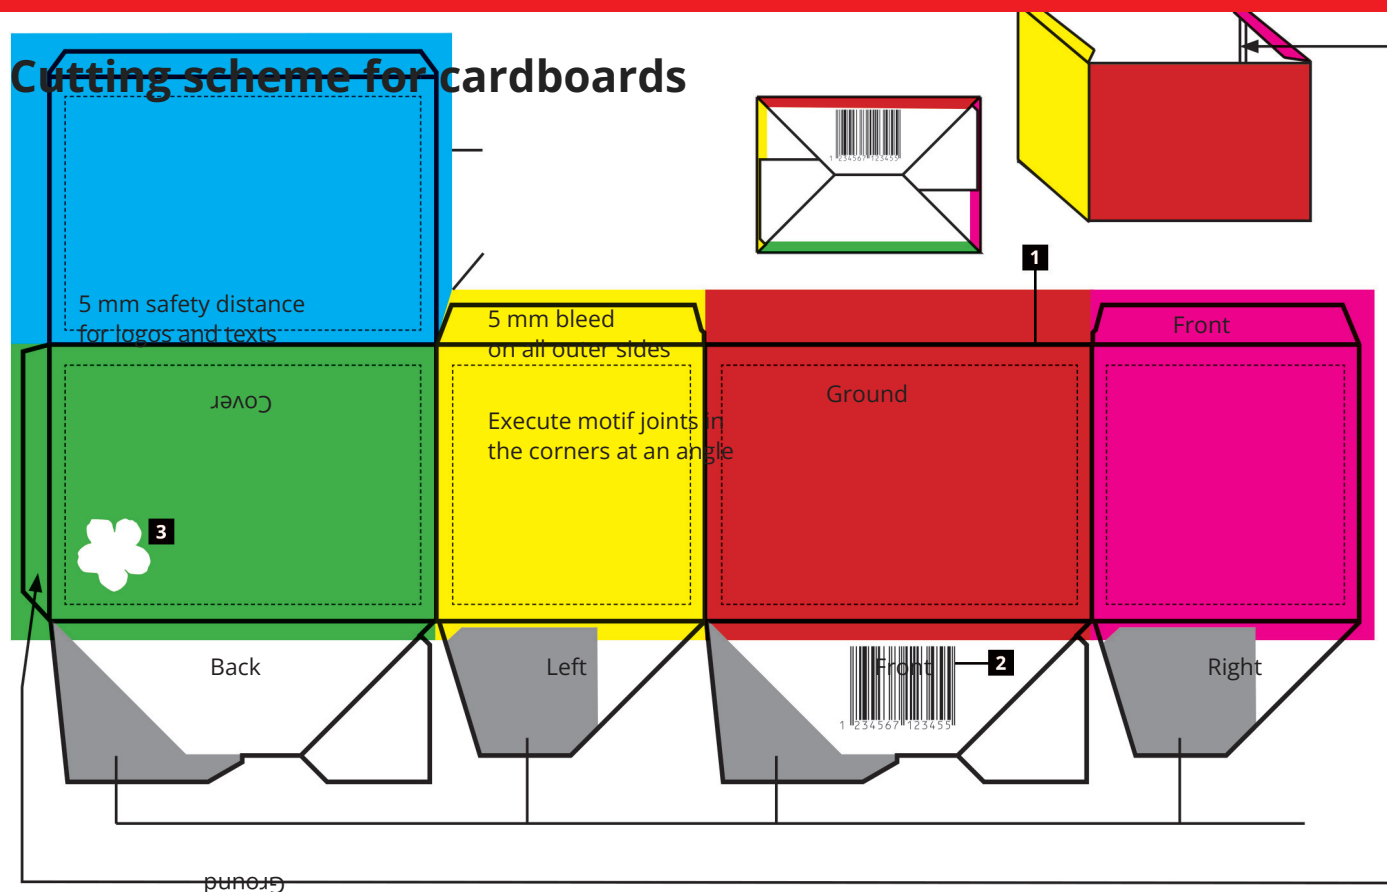 Cutting scheme for cardboards
1 234567 123455
1
5 mm safety distance
for logos and texts
5 mm bleed
on all outer sides
Front
Cover
Ground
Execute motif joints in
the corners at an angle
3
Back
Left
Front
2
Right
1 234567 123455
Ground